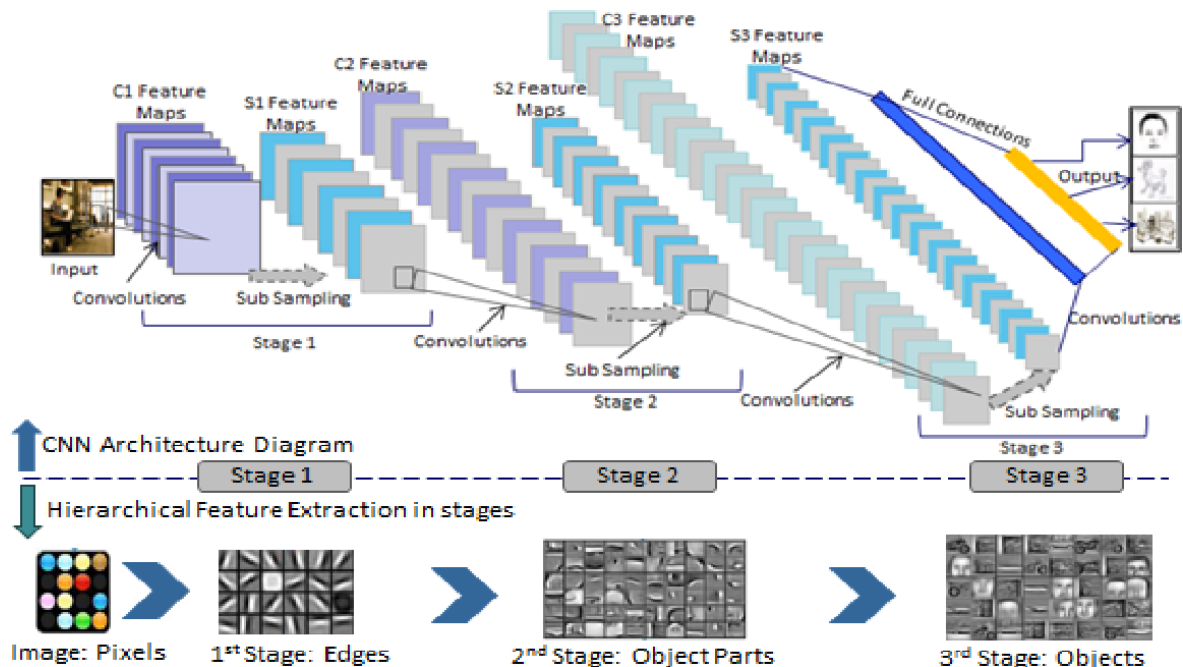 C1 Feature
Maps
S1 Feature
Maps
C2 Feature
Maps
S2 Feature
Maps
C3 Feature
Maps
S3 Feature
Maps
Full Connections
Output
Input
Convolutions
Sub Sampling
Stage 1
Convolutions
Sub Sampling
Stage 2
Convolutions
Sub Sampling
Stage 3
Convolutions
CNN Architecture Diagram
Stage 1
Stage 2
Stage 3
Hierarchical Feature Extraction in stages
Image: Pixels
1st Stage: Edges
2nd Stage: Object Parts
3rd Stage: Objects